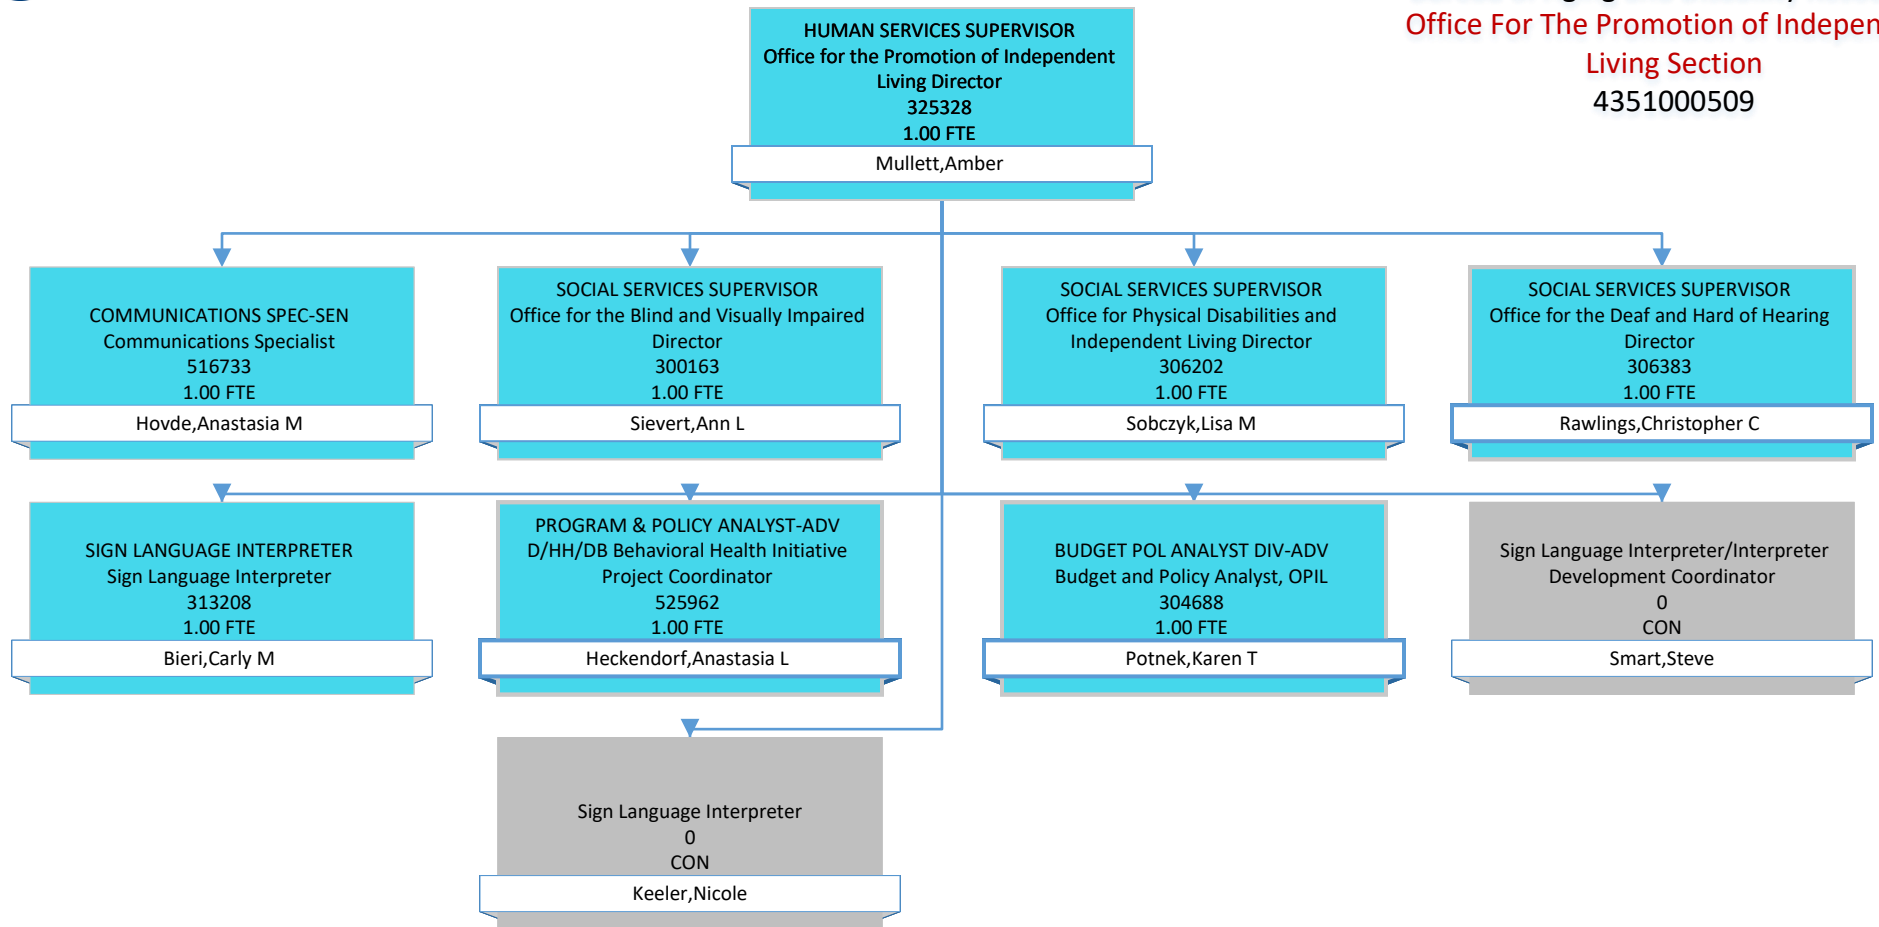 Office For The Promotion of Indepen
Living Section
4351000509
HUMAN SERVICES SUPERVISOR
Office for the Promotion of Independent
Living Director
325328
1.00 FTE
Mullett,Amber
COMMUNICATIONS SPEC-SEN
Communications Specialist
516733
1.00 FTE
Hovde,Anastasia M
SOCIAL SERVICES SUPERVISOR
Office for the Blind and Visually Impaired
Director
300163
1.00 FTE
Sievert,Ann L
SOCIAL SERVICES SUPERVISOR
Office for Physical Disabilities and
Independent Living Director
306202
1.00 FTE
Sobczyk,Lisa M
SOCIAL SERVICES SUPERVISOR
Office for the Deaf and Hard of Hearing
Director
306383
1.00 FTE
Rawlings,Christopher C
SIGN LANGUAGE INTERPRETER
Sign Language Interpreter
313208
1.00 FTE
Bieri,Carly M
PROGRAM & POLICY ANALYST-ADV
D/HH/DB Behavioral Health Initiative
Project Coordinator
525962
1.00 FTE
Heckendorf,Anastasia L
BUDGET POL ANALYST DIV-ADV
Budget and Policy Analyst, OPIL
304688
1.00 FTE
Potnek,Karen T
Sign Language Interpreter/Interpreter
Development Coordinator
0
CON
Smart,Steve
Sign Language Interpreter
0
CON
Keeler,Nicole